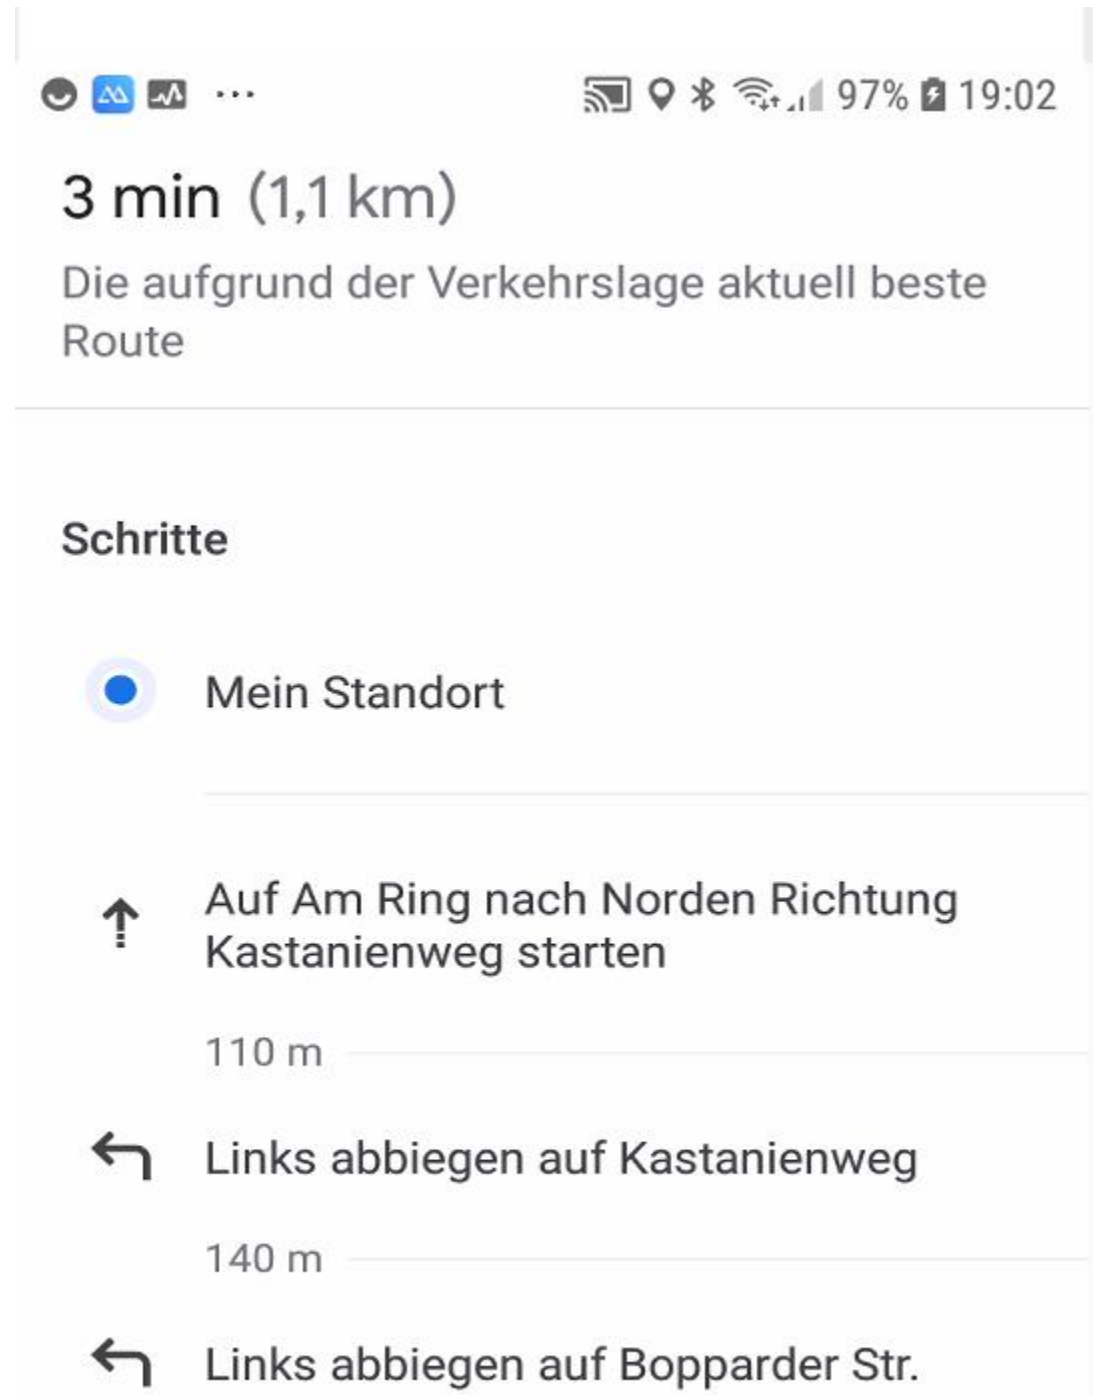 ... 97% 19:02
3 min (1,1 km)
Die aufgrund der Verkehrslage aktuell beste
Route
Schritte
Mein Standort
Auf Am Ring nach Norden Richtung
Kastanienweg starten
110 m
Links abbiegen auf Kastanienweg
140 m
Links abbiegen auf Bopparder Str.